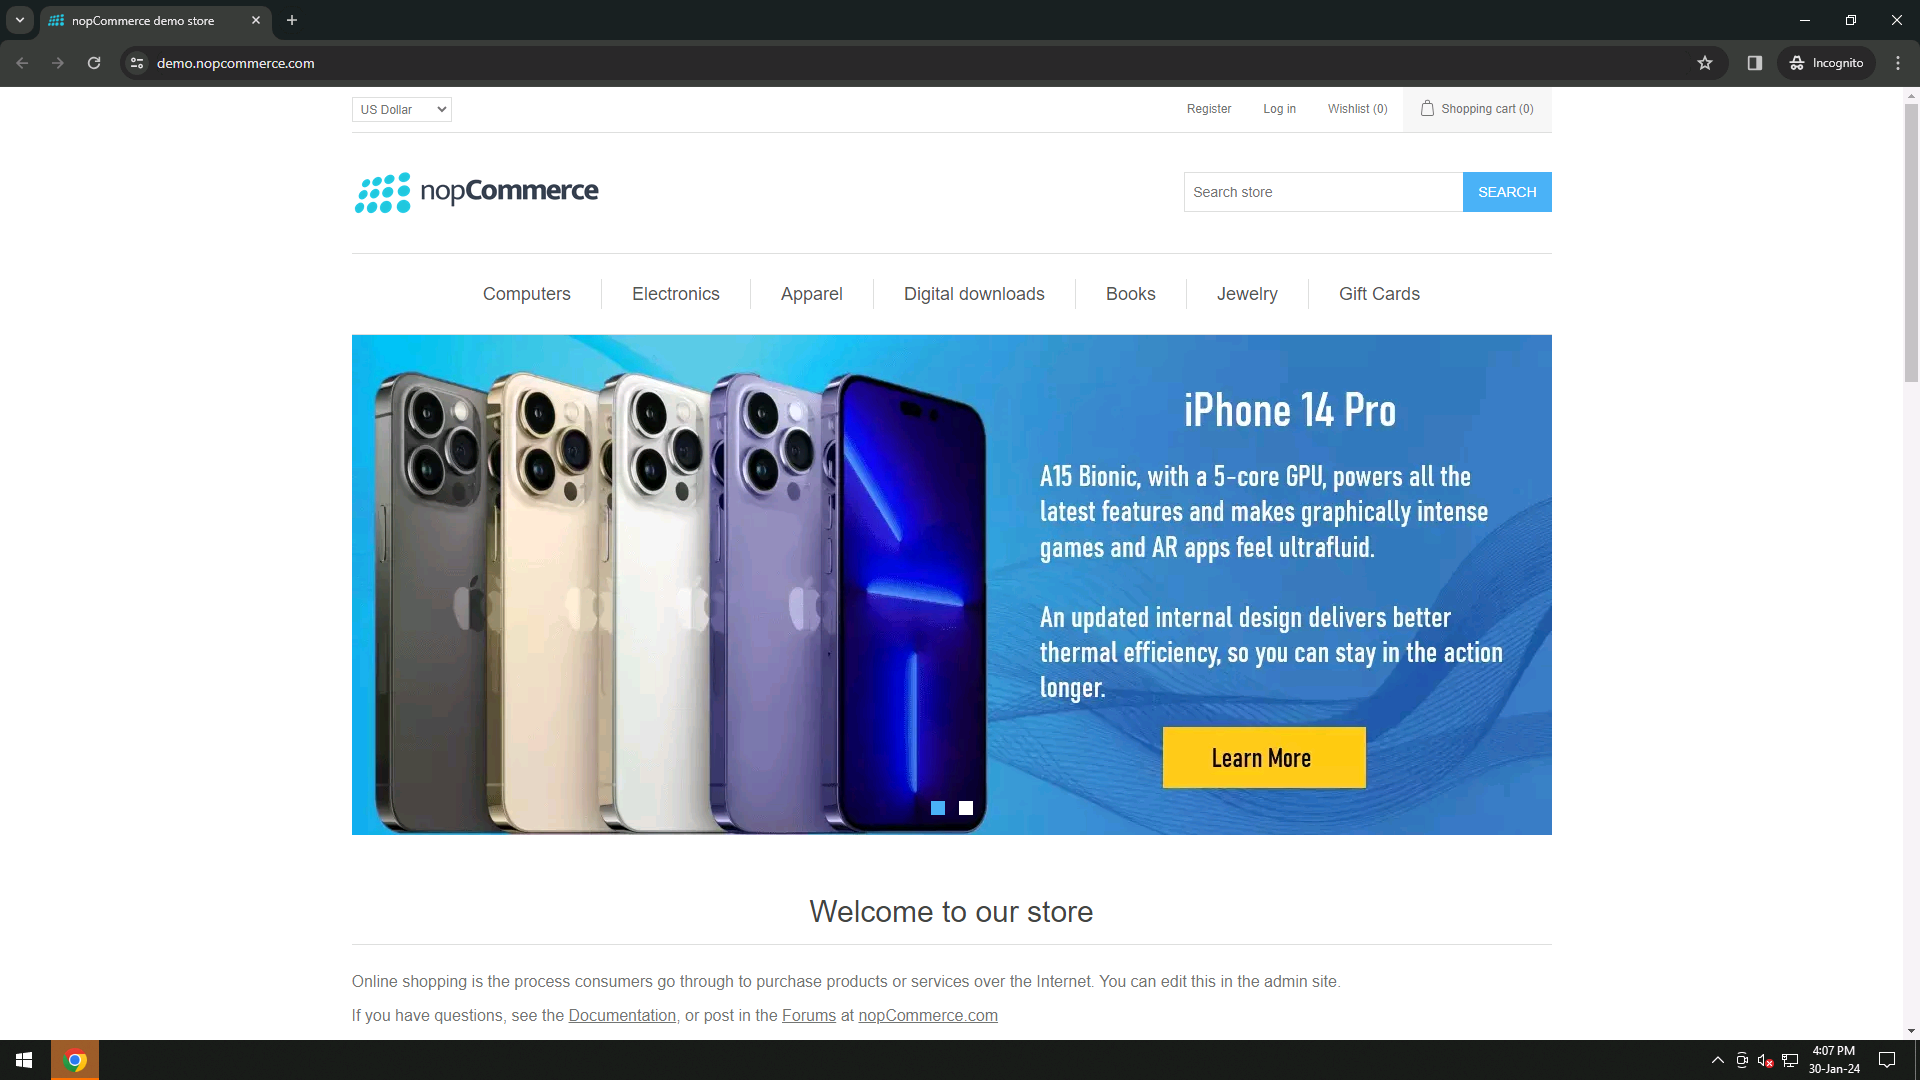 nopCommerce demo store
demo.nopcommerce.com
Incognito
US Dollar
Register
Log in
Wishlist (0)
Shopping cart (0)
nopCommerce
Search store
SEARCH
Computers
Electronics
Apparel
Digital downloads
Books
Jewelry
Gift Cards
iPhone 14 Pro
A15 Bionic, with a 5-core GPU, powers all the
latest features and makes graphically intense
games and AR apps feel ultrafluid.
An updated internal design delivers better
thermal efficiency, so you can stay in the action
longer.
Learn More
Welcome to our store
Online shopping is the process consumers go through to purchase products or services over the Internet. You can edit this in the admin site.
If you have questions, see the Documentation, or post in the Forums at nopCommerce.com
4:07 PM
30-Jan-24